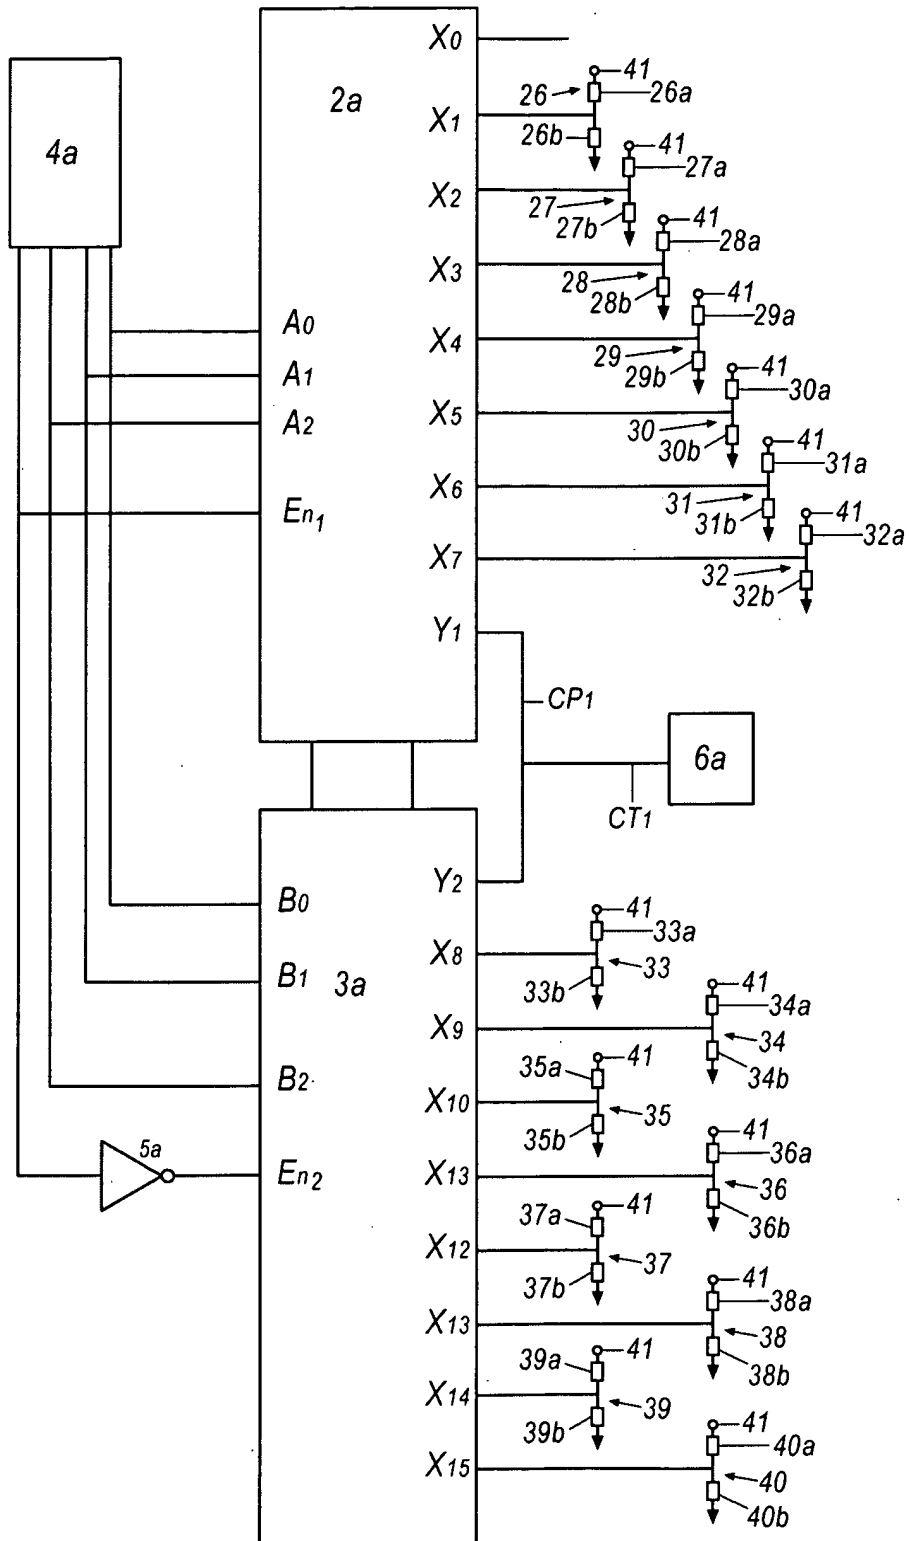 X0
41
26
26a
4a
2a
X1
26b
41
27a
X2
27
27b
41
28a
X3
28
28b
41
29a
A0
X4
29
29b
A1
41
30a
A2
X5
30
30b
41
31a
En1
X6
31
31b
41
32a
X7
32
32b
Y1
CP1
6a
CT1
Y2
B0
41
33a
X8
33
33b
B1
3a
41
34a
X9
34
34b
41
35a
B2
X10
35
35b
41
36a
5a
En2
X13
36
36b
41
37a
X12
37
37b
41
38a
X13
38
38b
41
39a
X14
39
39b
41
40a
X15
40
40b